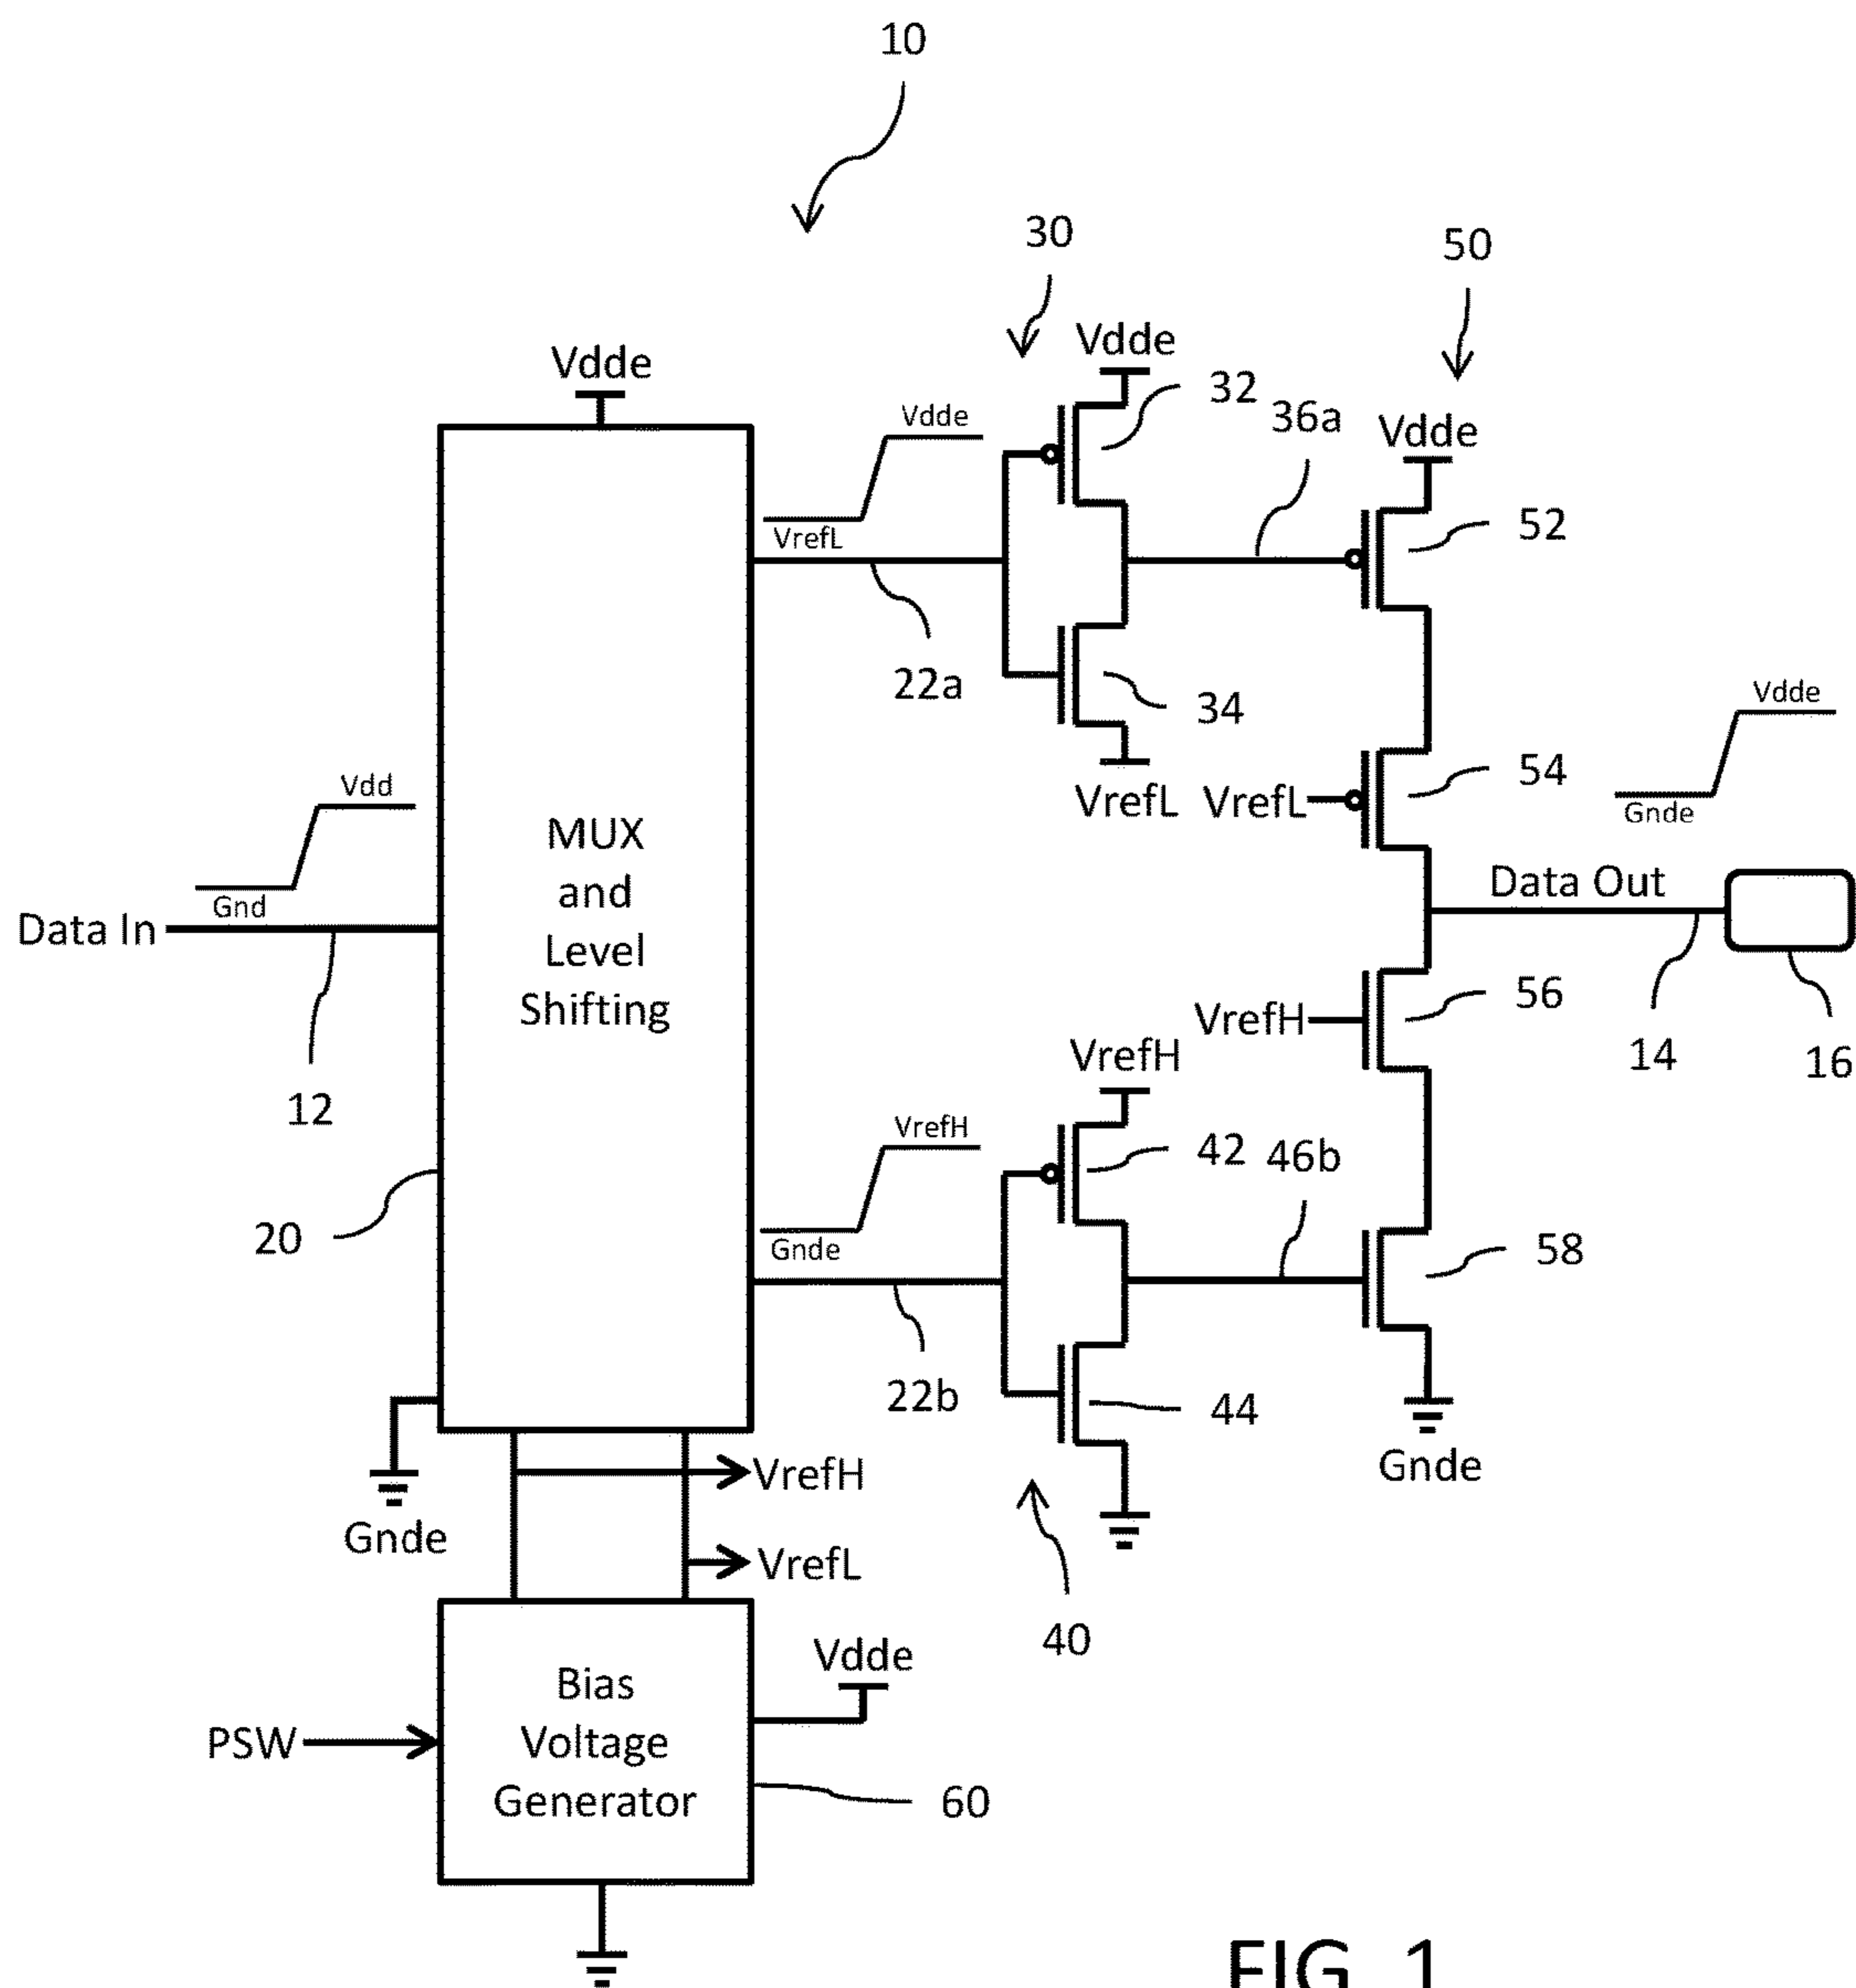 10
30
50
Vdde
Vdde
32
36a
Vdde
Vdde
VrefL
52
22a
34
Vdde
Gnde
54
VrefL
VrefL
Vdd
Gnd
Data In
MUX
and
Level
Shifting
Data Out
56
VrefH
14
16
12
VrefH
VrefH
Gnde
42
46b
20
58
22b
44
Gnde
VrefH
Gnde
VrefL
40
Vdde
PSW
Bias
Voltage
Generator
60
FIG. 1